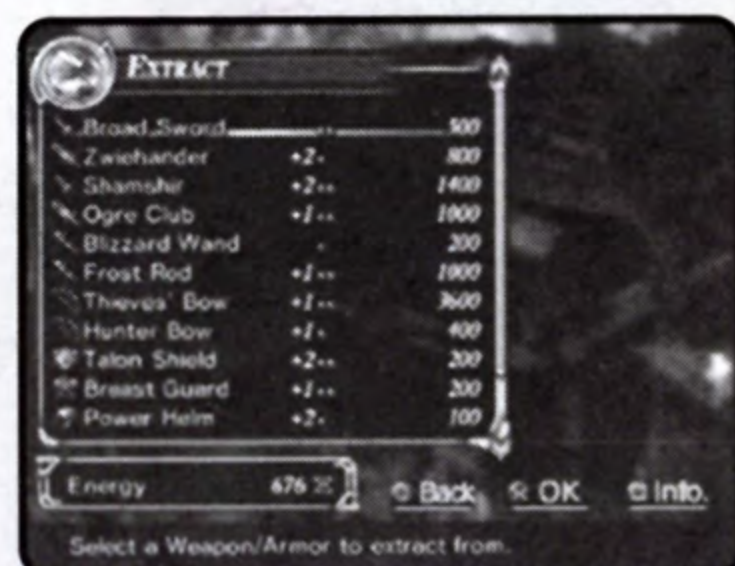 EXTRACT
Broad Sword 500
Zwiehander +2 800
Shamshir +2 1400
Ogre Club +1 1000
Blizzard Wand 200
Frost Rod +1 1000
Thieves' Bow +1 3600
Hunter Bow +1 400
Talon Shield +2 200
Breast Guard +1 200
Power Helm +2 100
Energy 676
Back OK Info.
Select a Weapon/Armor to extract from.